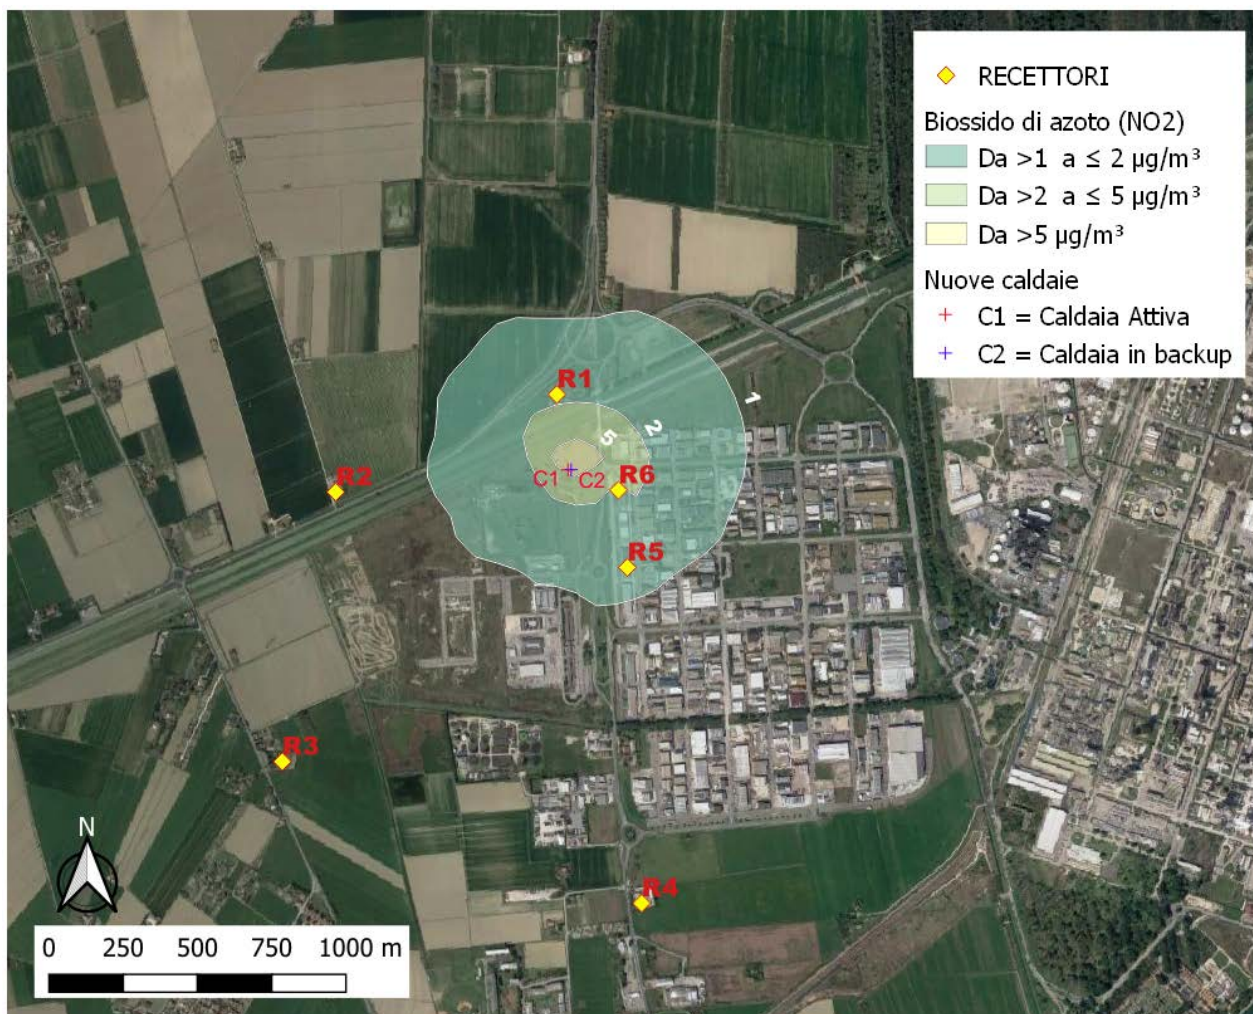 RECETTORI
Biossido di azoto (NO2)
Da >1 a ≤ 2 µg/m³
Da >2 a ≤ 5 µg/m³
Da >5 µg/m³
Nuove caldaie
C1 = Caldaia Attiva
C2 = Caldaia in backup
R1
1
2
5
R2
C1
C2
R6
R5
R3
R4
N
0 250 500 750 1000 m